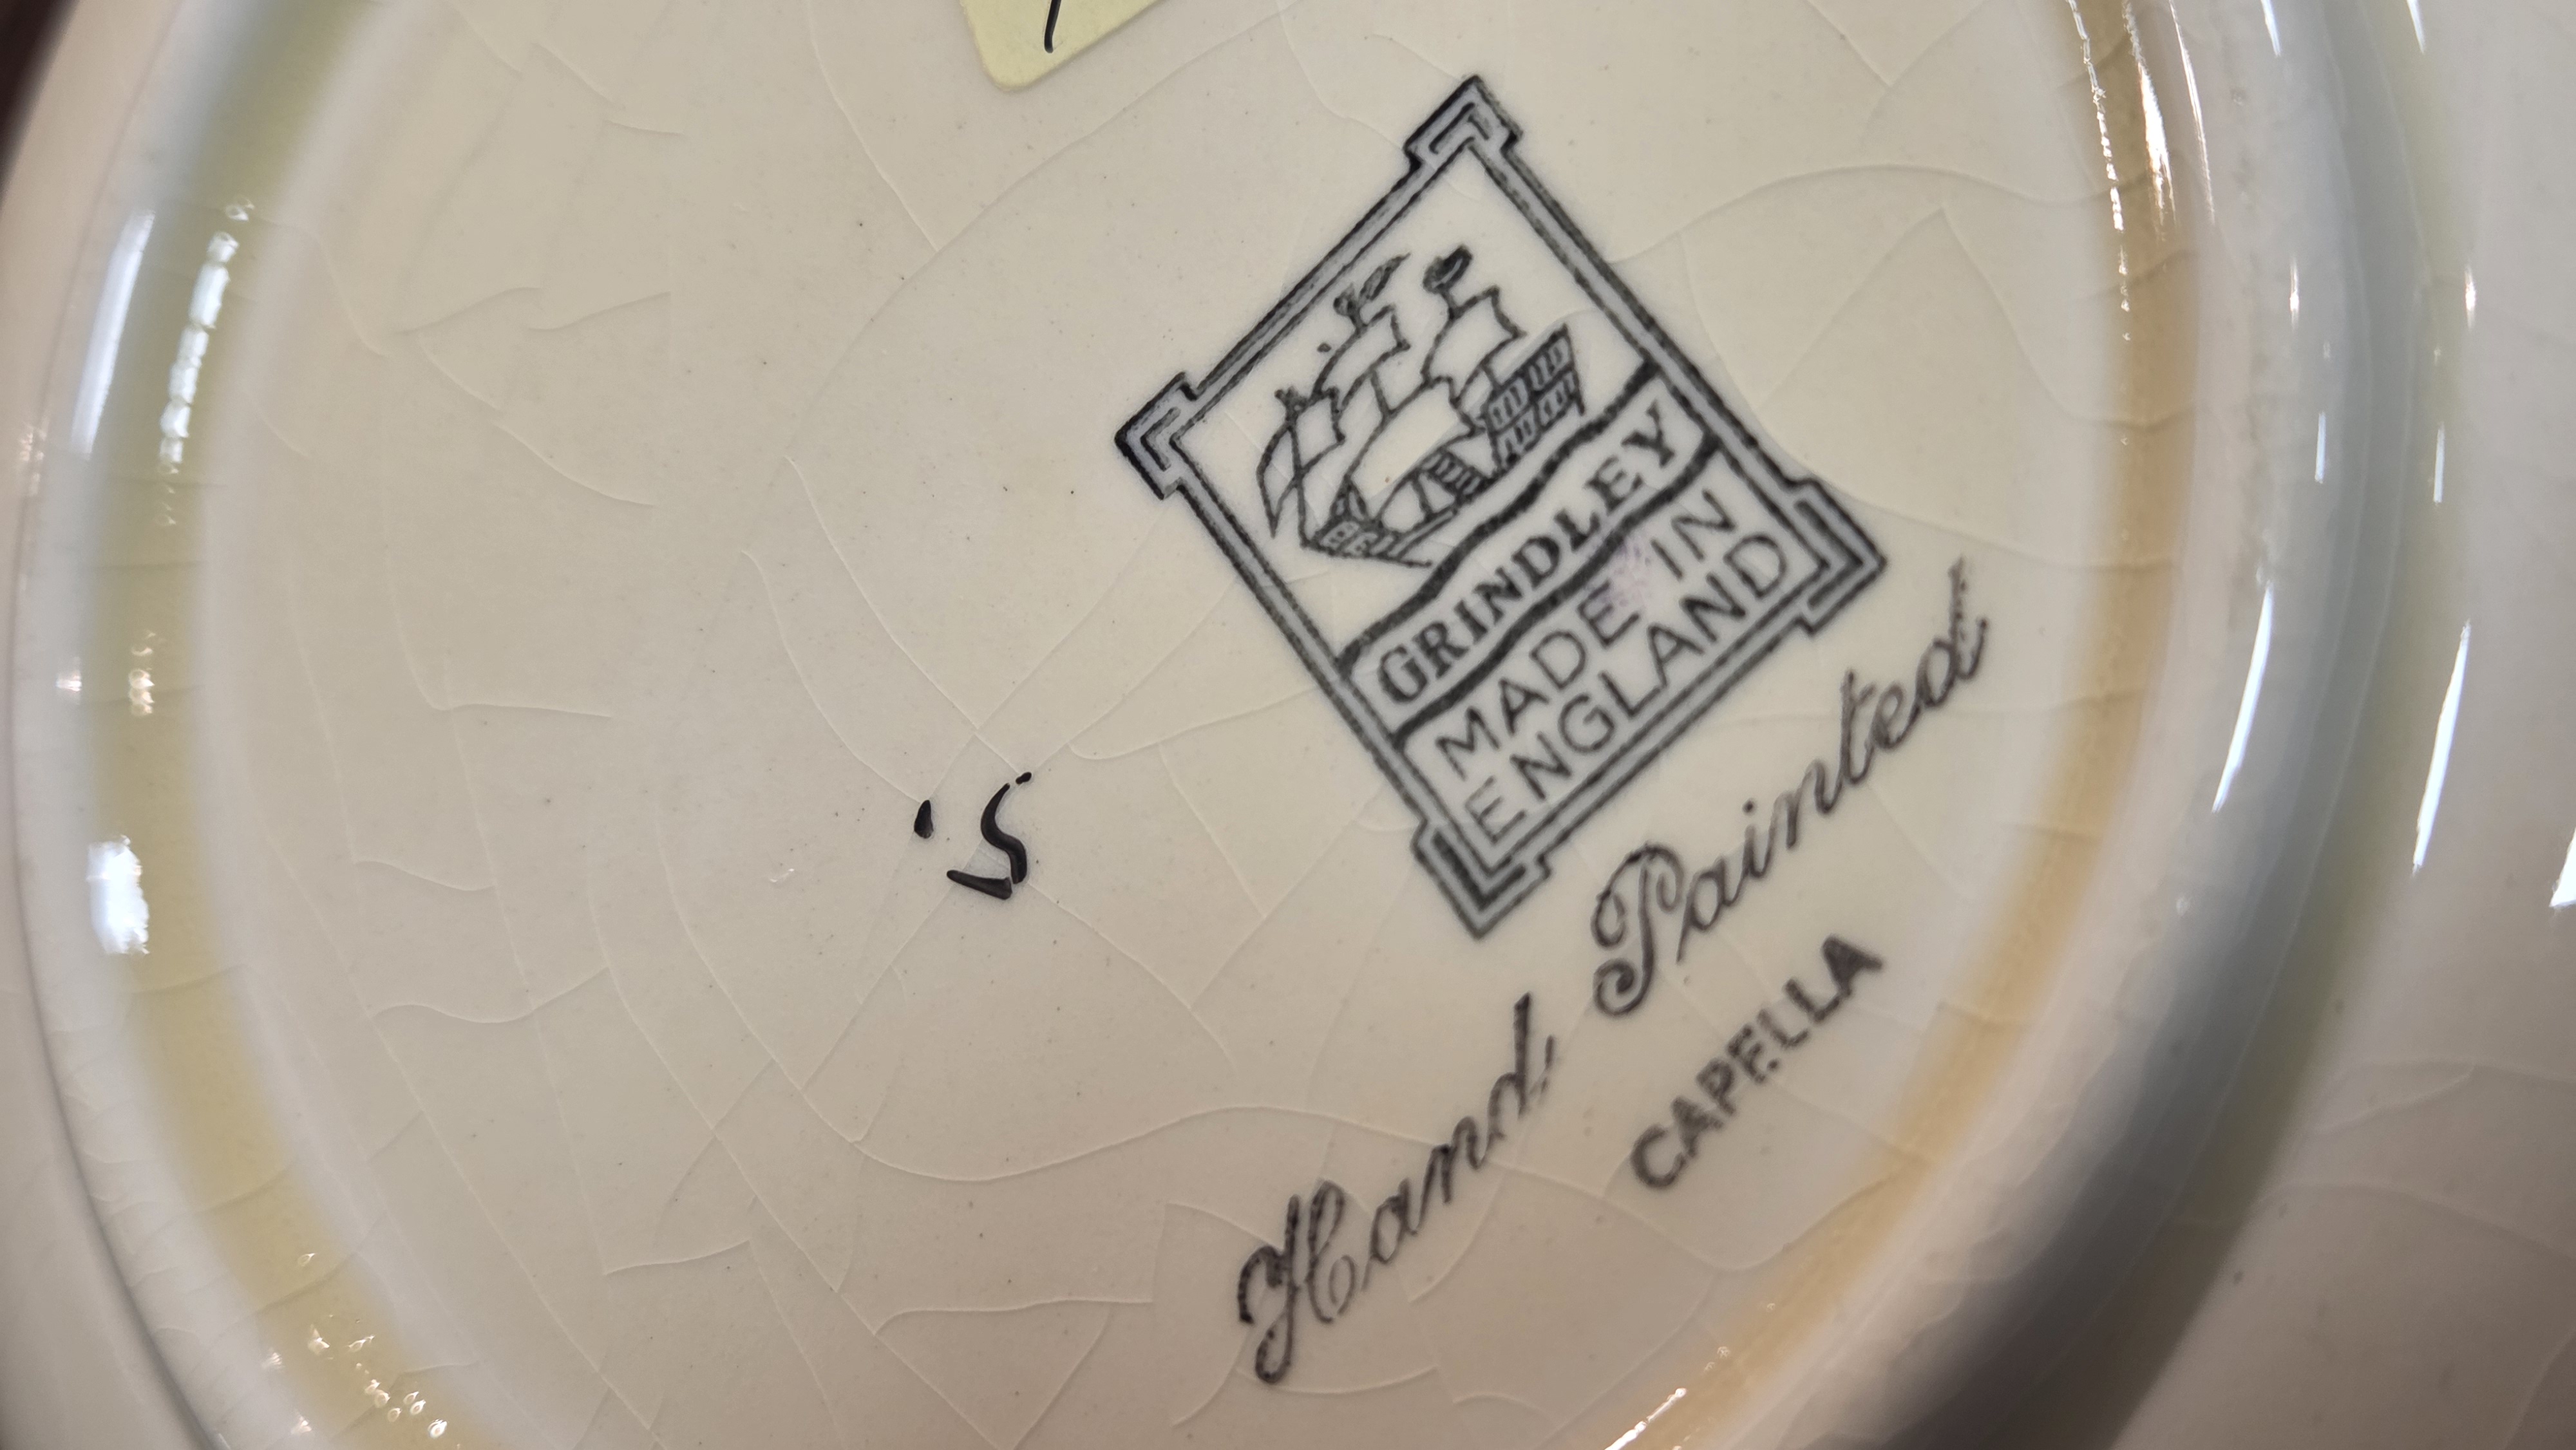 GRINDLEY
MADE IN
ENGLAND
Hand Painted
CAPELLA